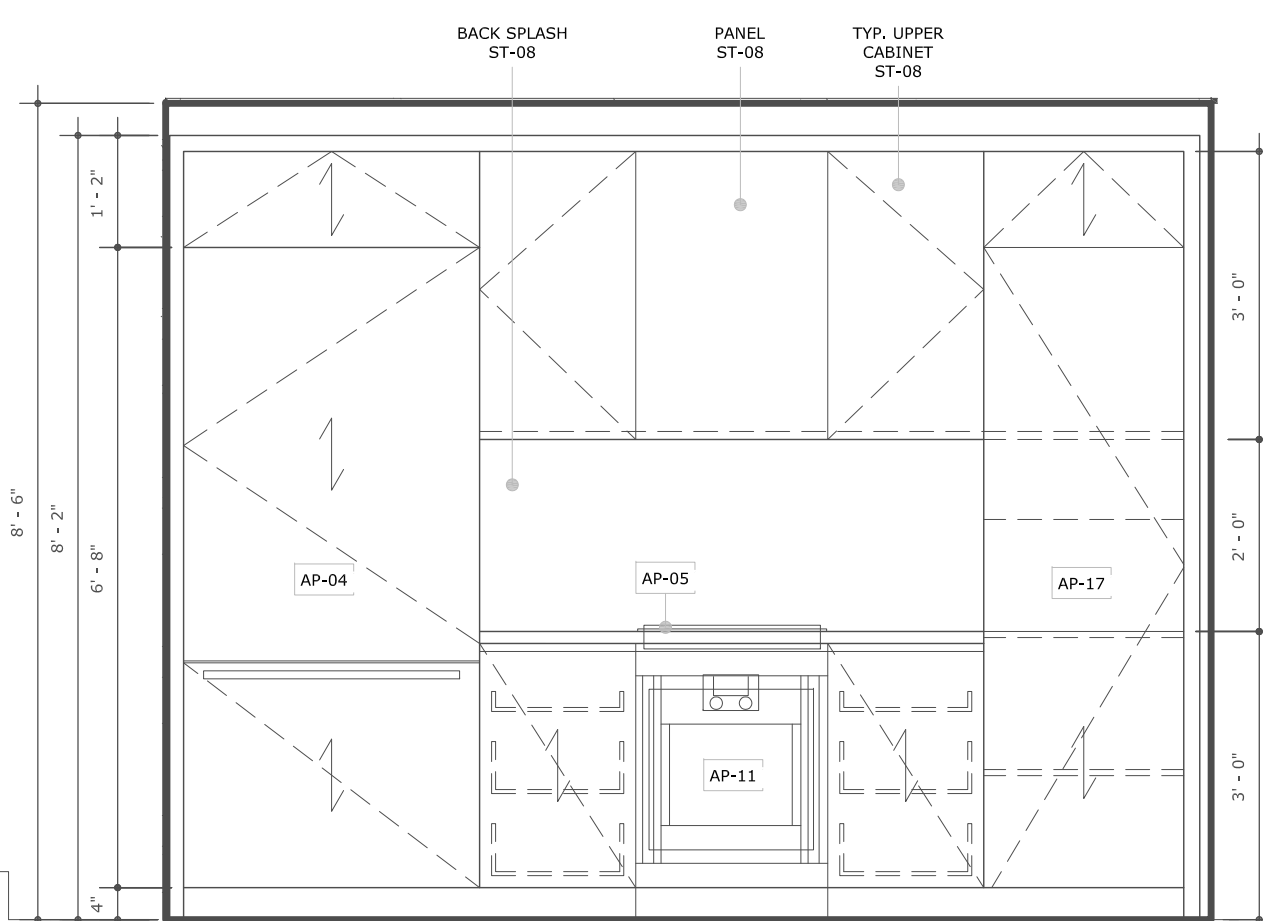 BACK SPLASH
ST-08
PANEL
ST-08
TYP. UPPER
CABINET
ST-08
1' - 2"
3' - 0"
8' - 6"
8' - 2"
6' - 8"
2' - 0"
AP-04
AP-05
AP-17
AP-11
3' - 0"
4"